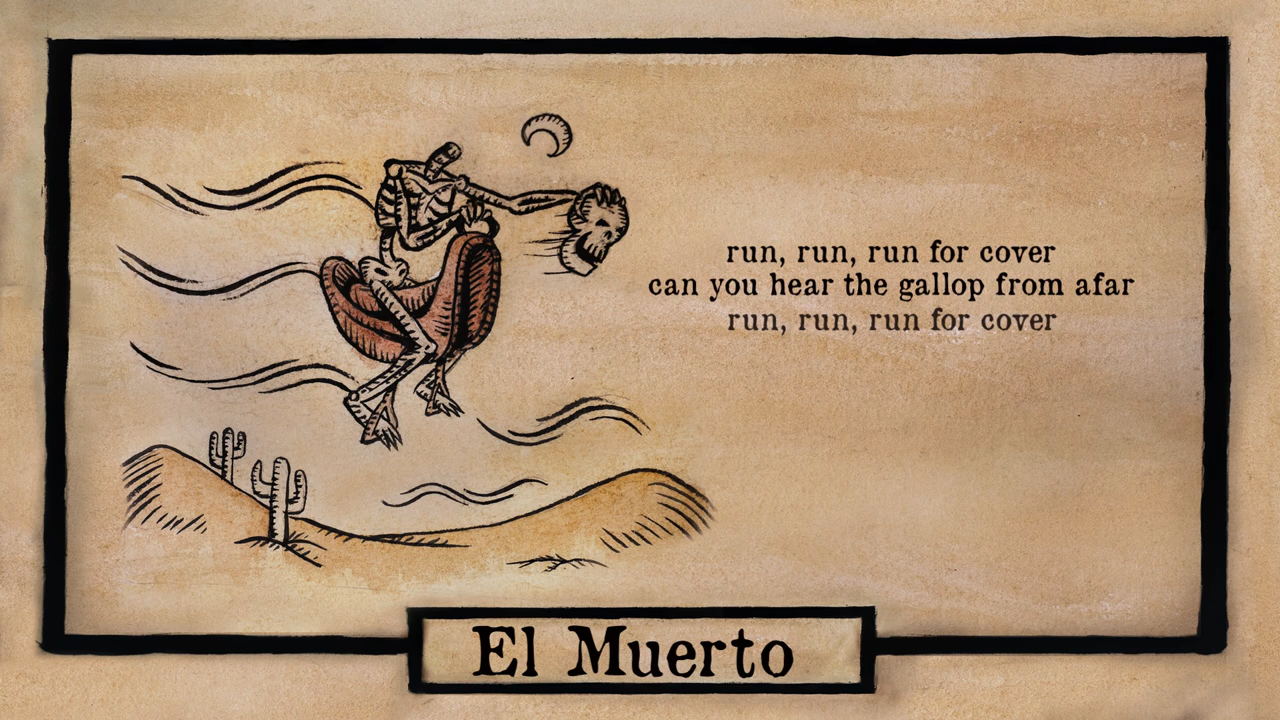 run, run, run for cover
can you hear the gallop from afar
run, run, run for cover
El Muerto